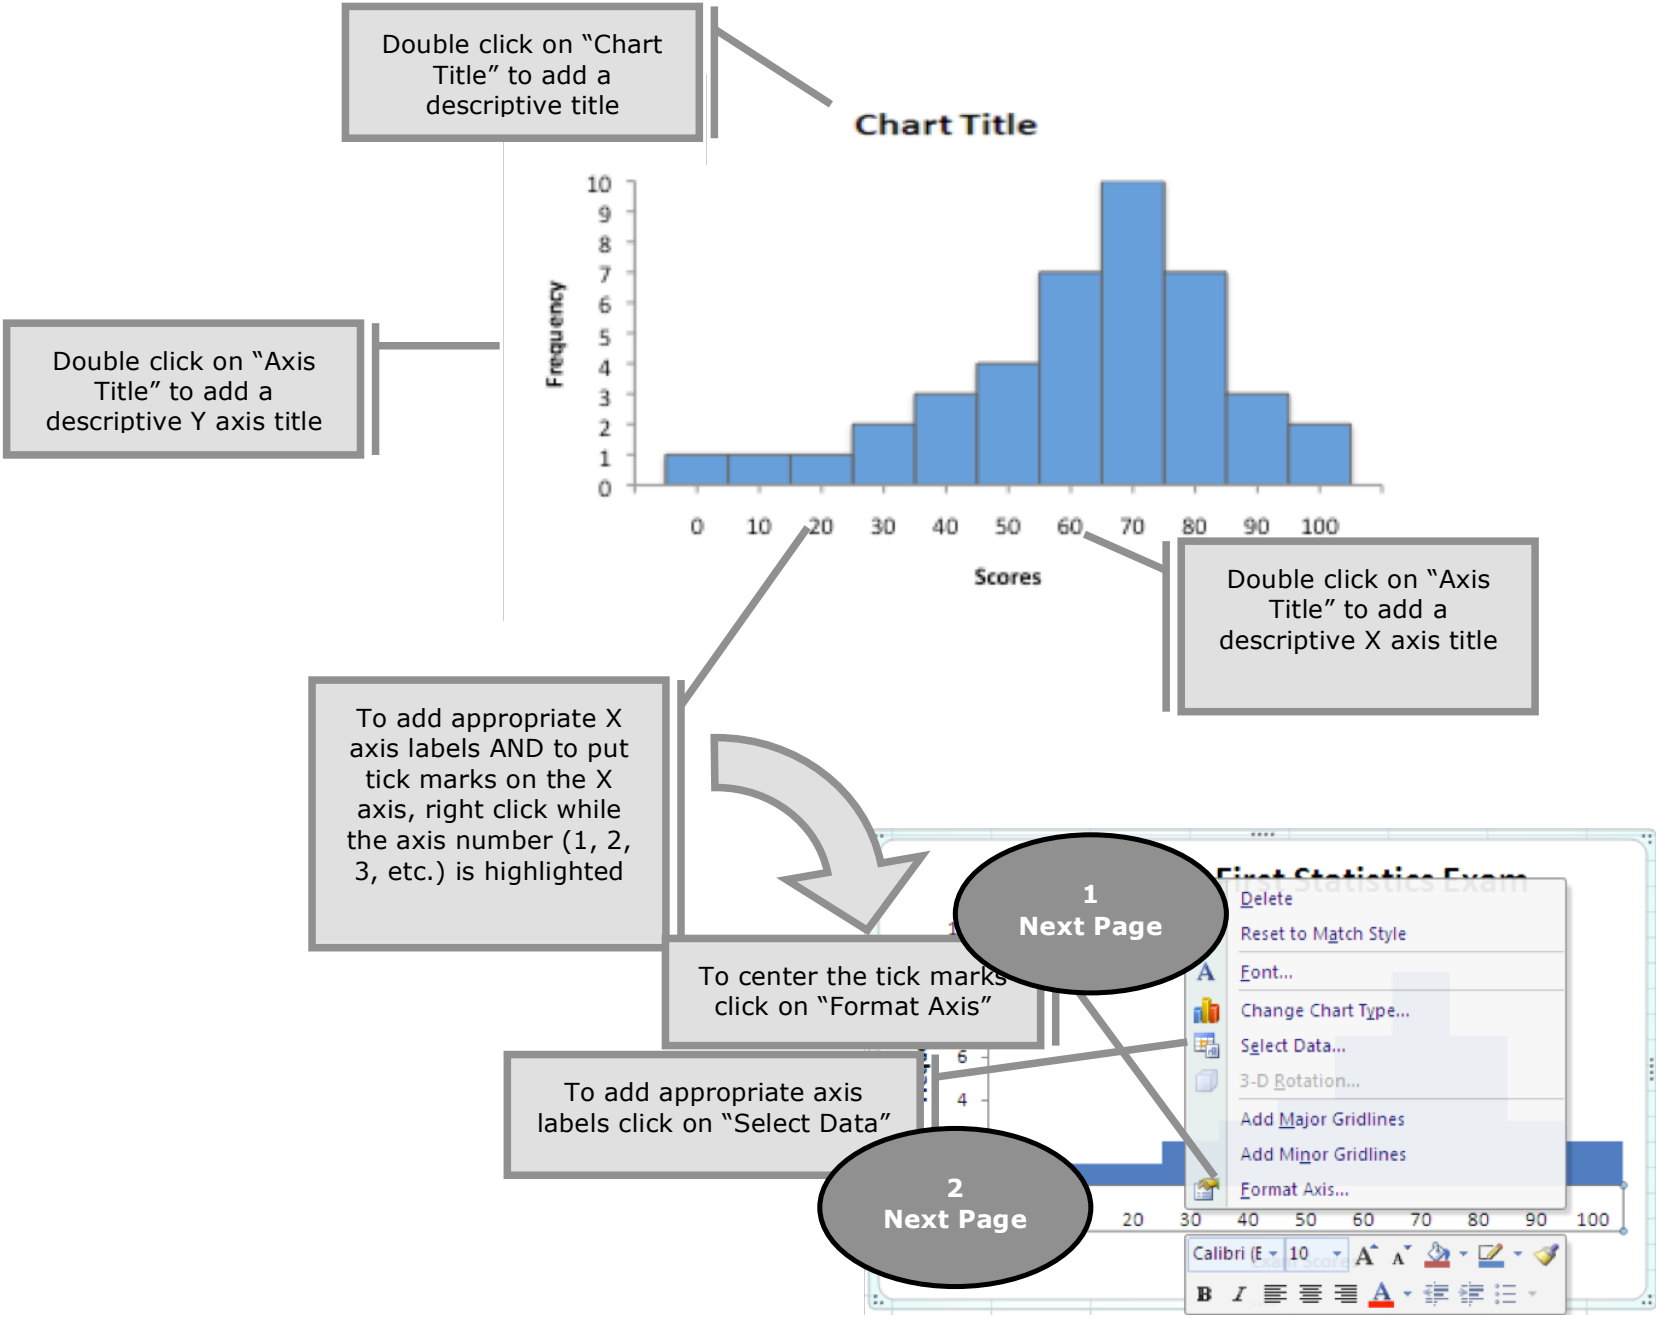 Double click on “Chart
Title” to add a
descriptive title
Chart Title
10
9
8
7
6
5
4
3
2
1
0
Frequency
0 10 20 30 40 50 60 70 80 90 100
Scores
Double click on “Axis
Title” to add a
descriptive Y axis title
Double click on “Axis
Title” to add a
descriptive X axis title
To add appropriate X
axis labels AND to put
tick marks on the X
axis, right click while
the axis number (1, 2,
3, etc.) is highlighted
1
Next Page
To center the tick marks
click on “Format Axis”
To add appropriate axis
labels click on “Select Data”
2
Next Page
First Statistics Exam
6
4
Delete
Reset to Match Style
Font...
Change Chart Type...
Select Data...
3-D Rotation...
Add Major Gridlines
Add Minor Gridlines
Format Axis...
20 30 40 50 60 70 80 90 100
Calibri (E 10 A A
Exam Score
B I A